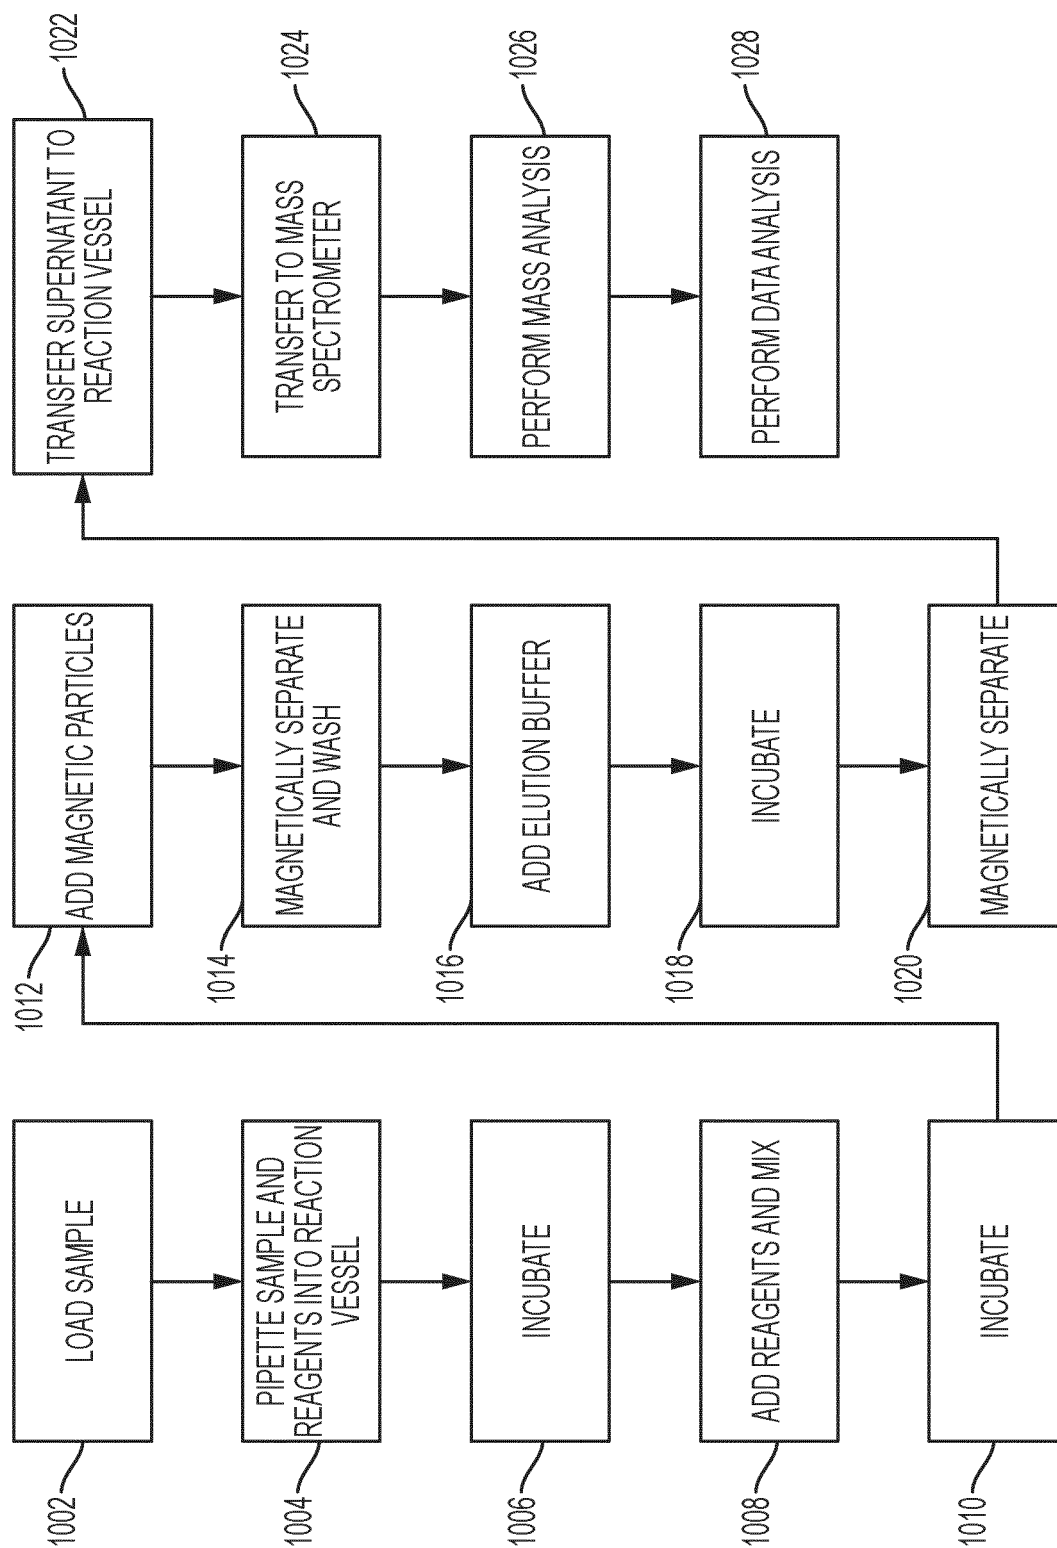 1002
LOAD SAMPLE
1004
PIPETTE SAMPLE AND
REAGENTS INTO REACTION
VESSEL
1006
INCUBATE
1008
ADD REAGENTS AND MIX
1010
INCUBATE
1012
ADD MAGNETIC PARTICLES
1014
MAGNETICALLY SEPARATE
AND WASH
1016
ADD ELUTION BUFFER
1018
INCUBATE
1020
MAGNETICALLY SEPARATE
1022
TRANSFER SUPERNATANT TO
REACTION VESSEL
1024
TRANSFER TO MASS
SPECTROMETER
1026
PERFORM MASS ANALYSIS
1028
PERFORM DATA ANALYSIS